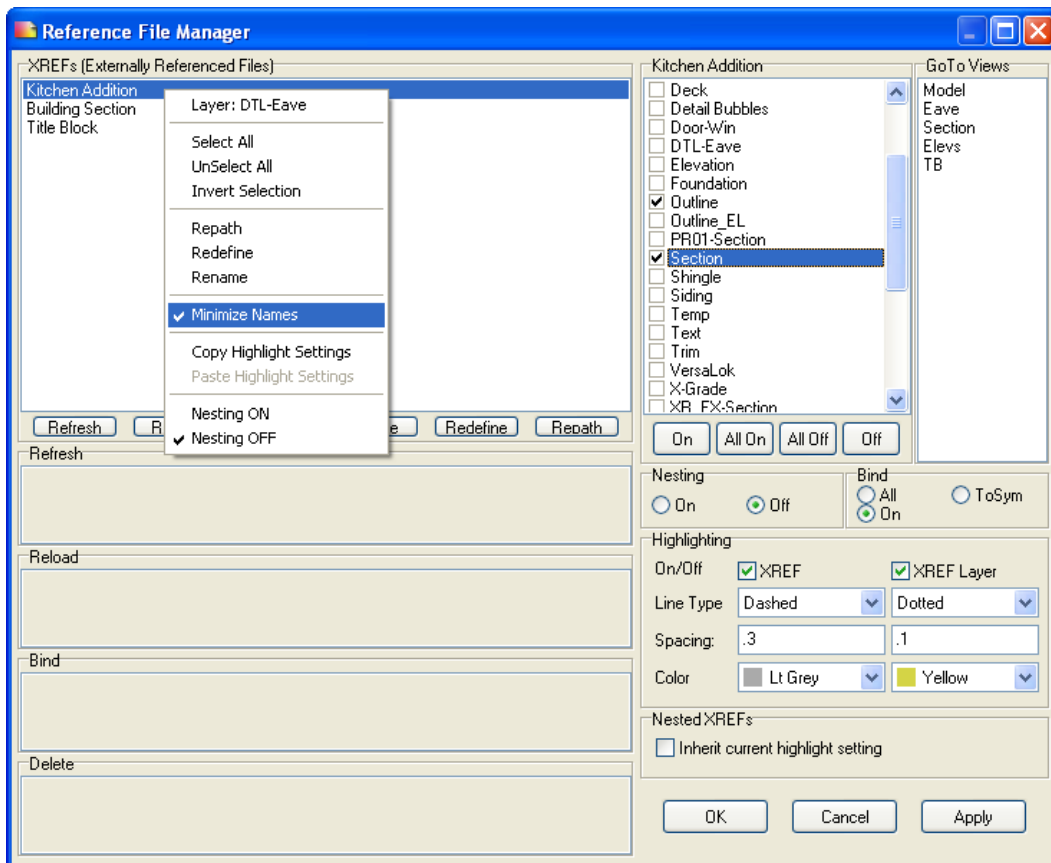 Reference File Manager
XREFs (Externally Referenced Files)
Kitchen Addition
Building Section
Title Block
Layer: DTL-Eave
Select All
UnSelect All
Invert Selection
Repath
Redefine
Rename
Minimize Names
Copy Highlight Settings
Paste Highlight Settings
Nesting ON
Nesting OFF
Refresh
Redefine
Repath
Kitchen Addition
Deck
Detail Bubbles
Door-Win
DTL-Eave
Elevation
Foundation
Outline
Outline_EL
PR01-Section
Section
Shingle
Siding
Temp
Text
Trim
VersaLok
X-Grade
XR_EX-Section
On
All On
All Off
Off
GoTo Views
Model
Eave
Section
Elevs
TB
Refresh
Reload
Bind
Delete
Nesting
On
Off
Bind
All
On
ToSym
Highlighting
On/Off
XREF
XREF Layer
Line Type
Dashed
Dotted
Spacing:
.3
.1
Color
Lt Grey
Yellow
Nested XREFs
Inherit current highlight setting
OK
Cancel
Apply